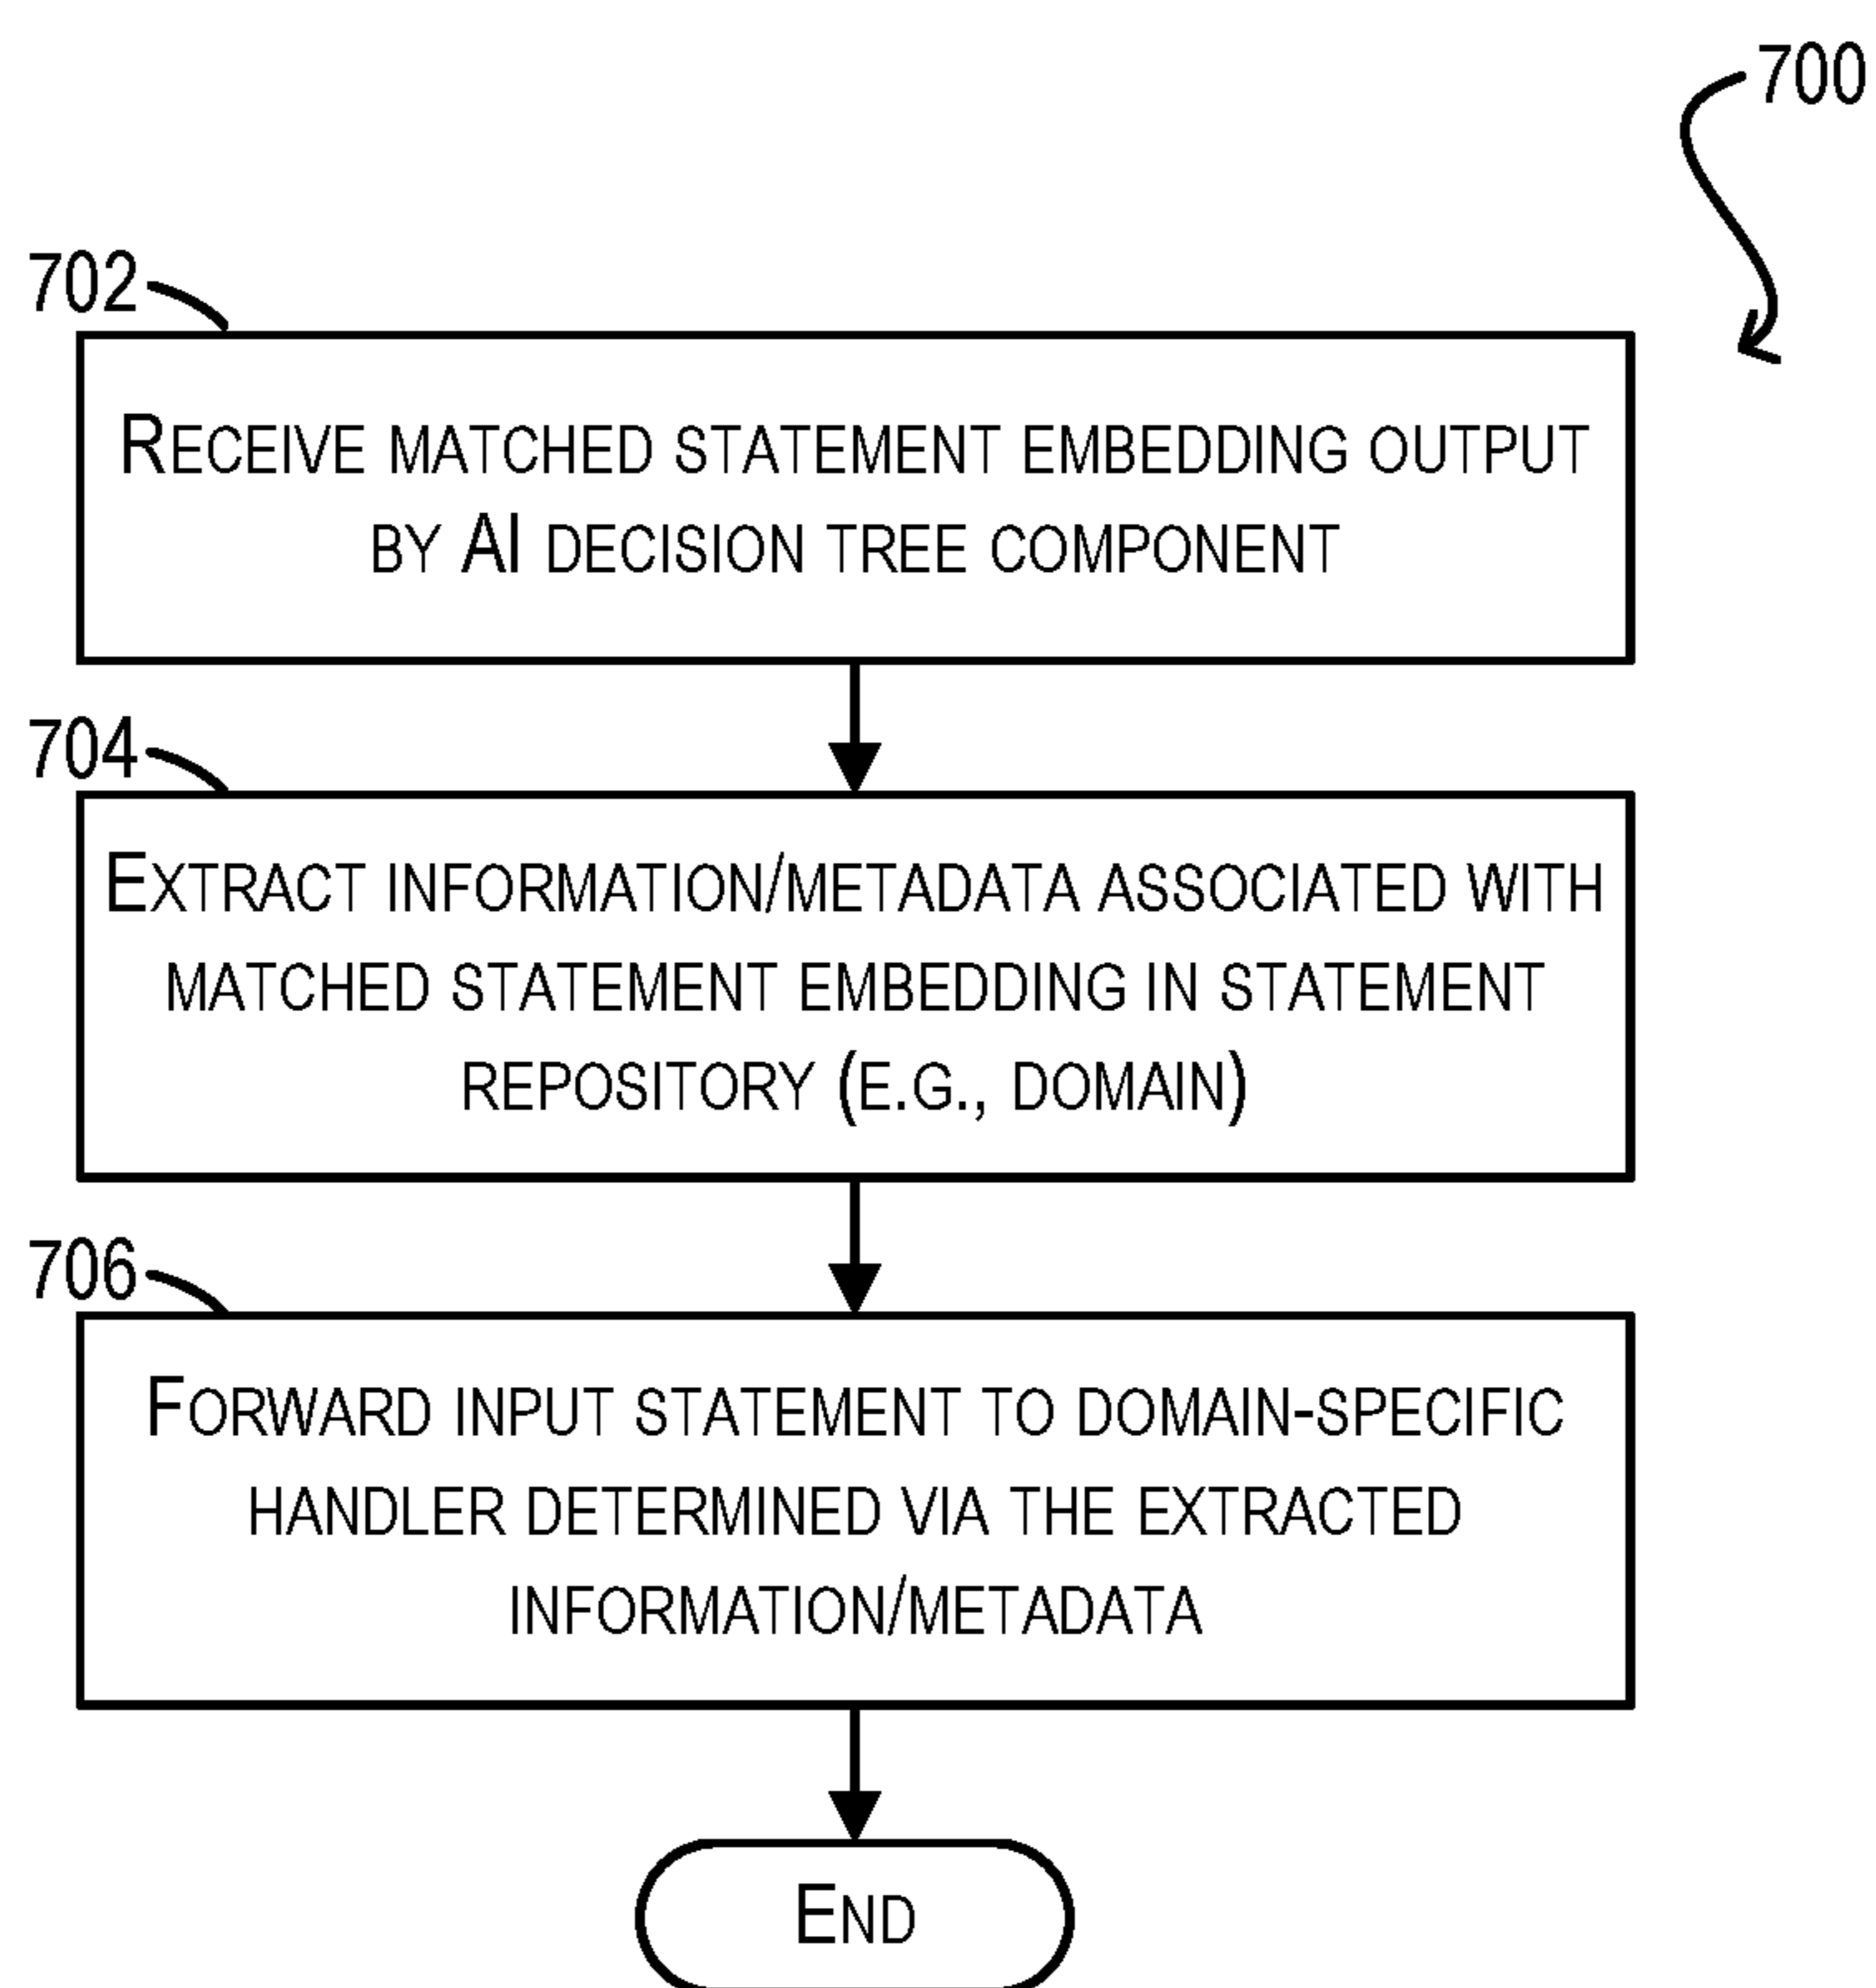 700
702
RECEIVE MATCHED STATEMENT EMBEDDING OUTPUT
BY AI DECISION TREE COMPONENT
704
EXTRACT INFORMATION/METADATA ASSOCIATED WITH
MATCHED STATEMENT EMBEDDING IN STATEMENT
REPOSITORY (E.G., DOMAIN)
706
FORWARD INPUT STATEMENT TO DOMAIN-SPECIFIC
HANDLER DETERMINED VIA THE EXTRACTED
INFORMATION/METADATA
END